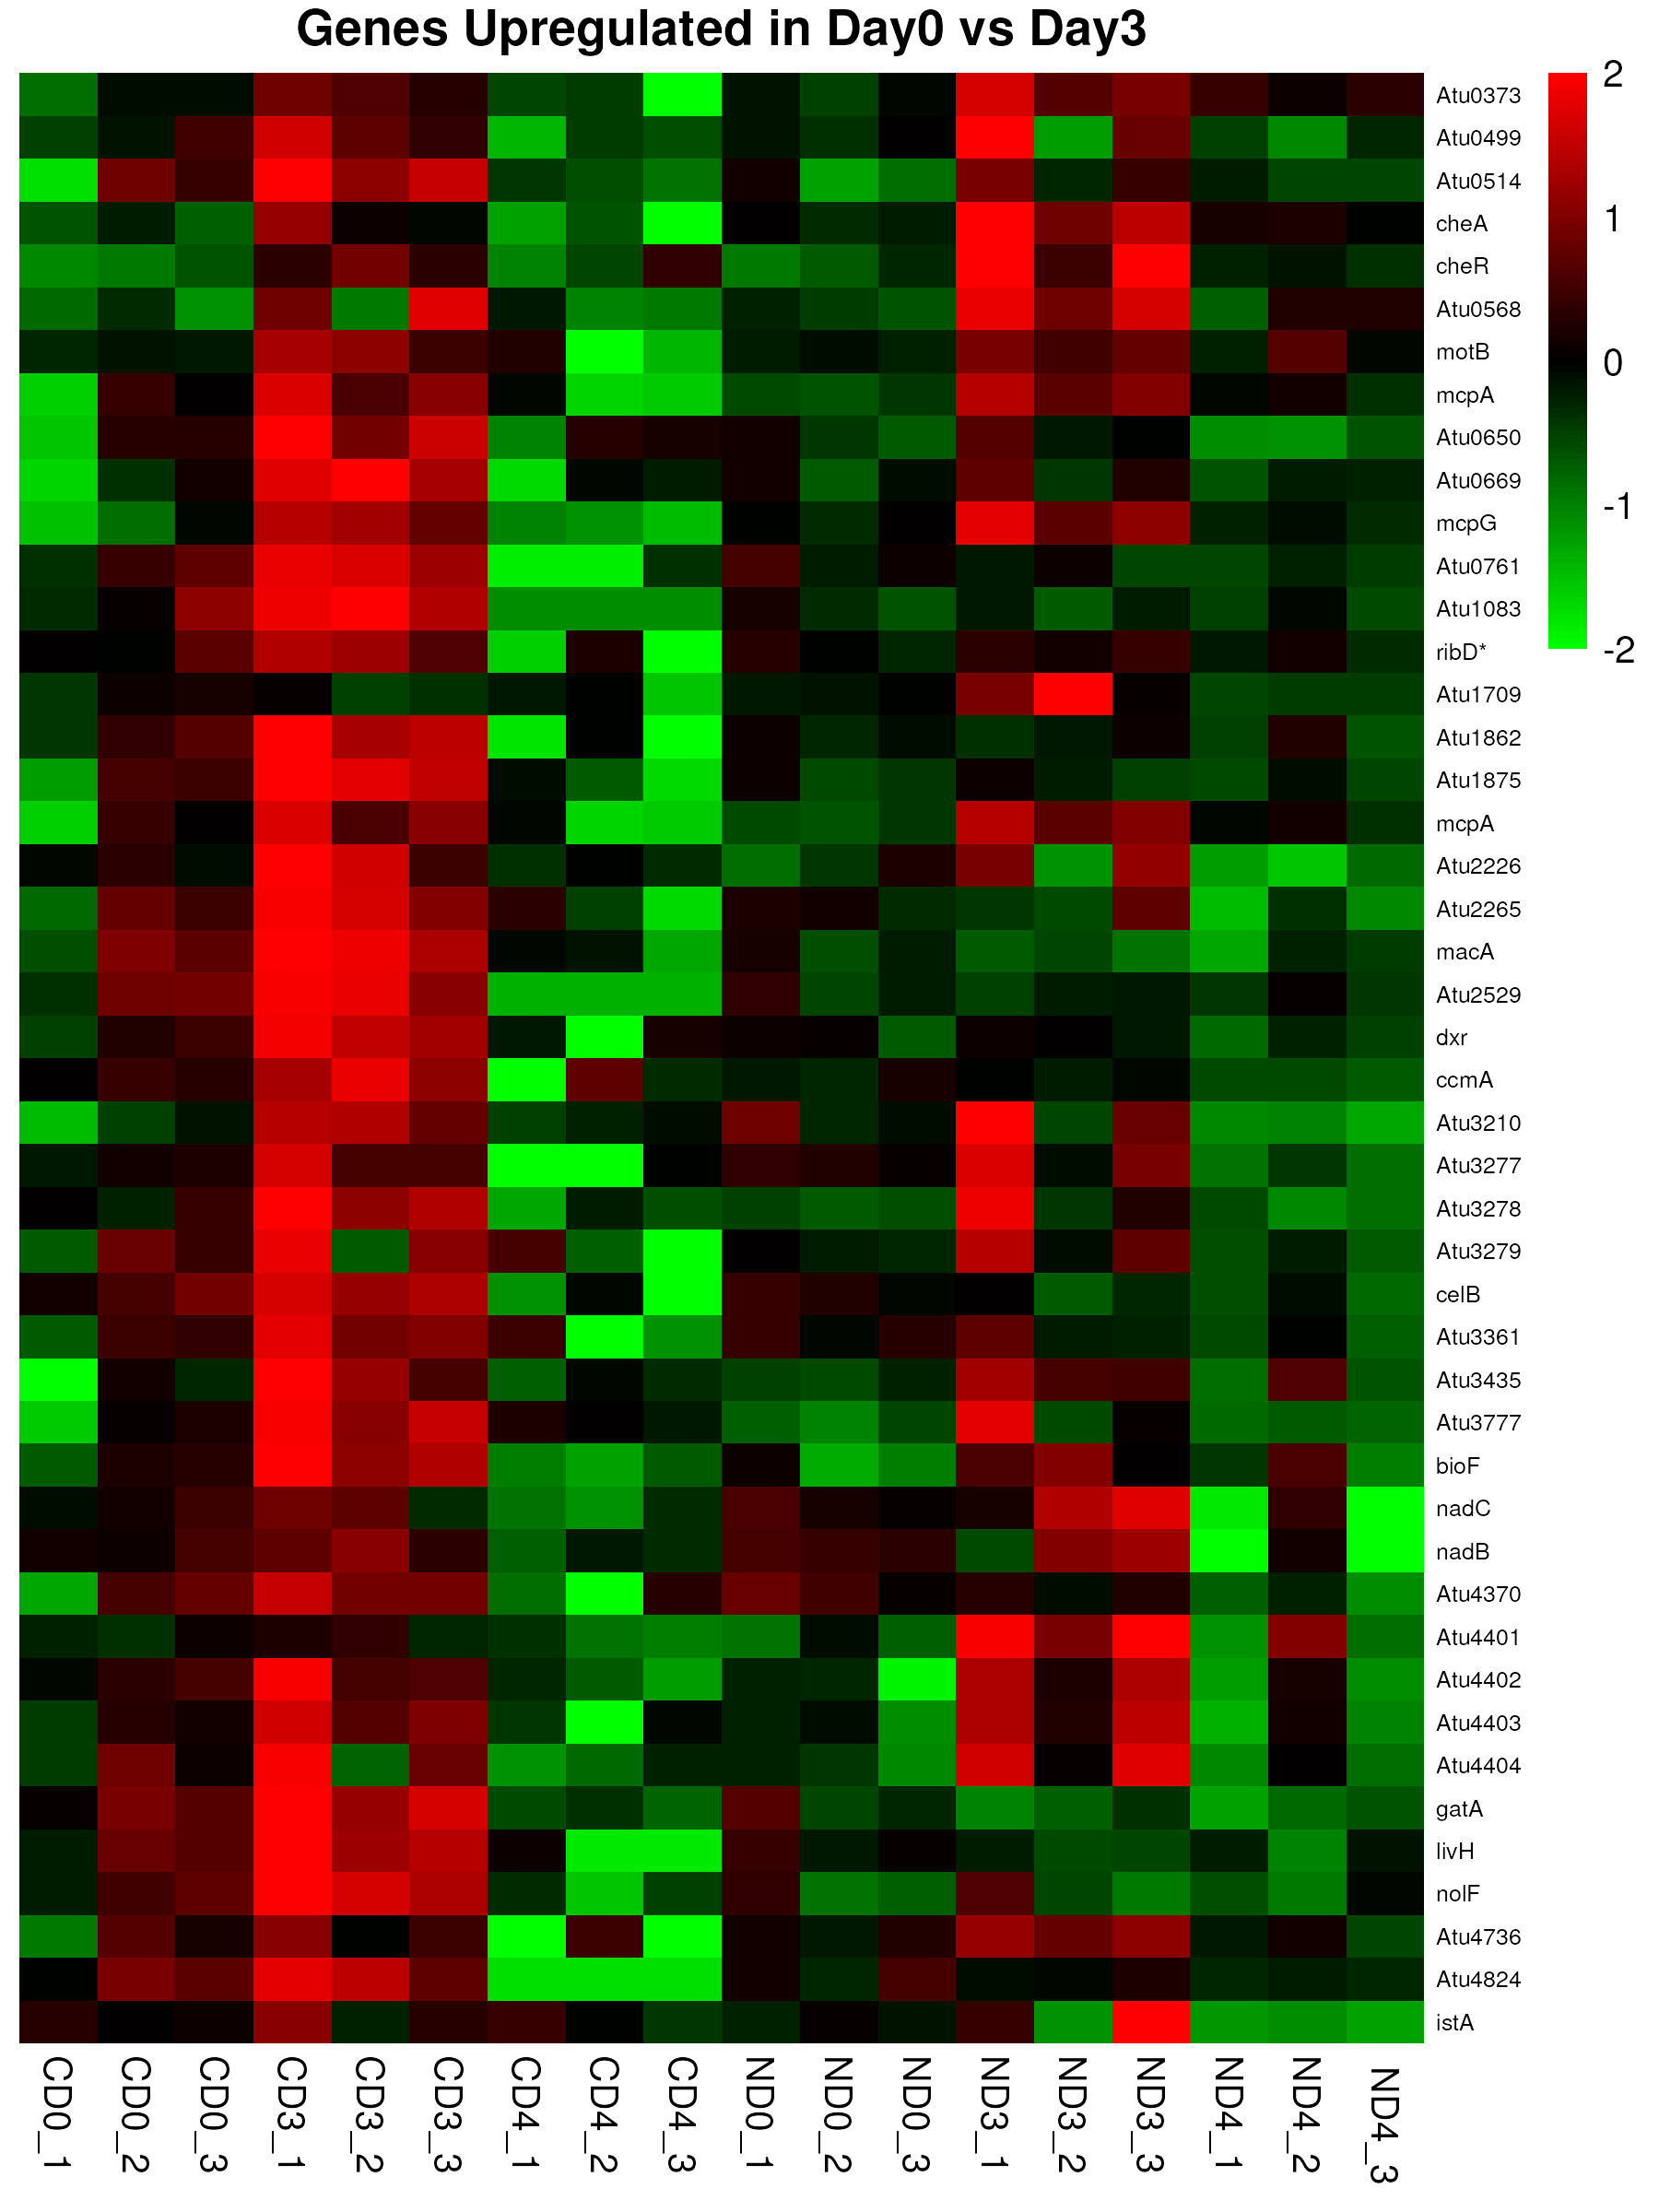 Genes Upregulated in Day0 vs Day3
Atu0373
Atu0499
Atu0514
cheA
cheR
Atu0568
motB
mcpA
Atu0650
Atu0669
mcpG
Atu0761
Atu1083
ribD*
Atu1709
Atu1862
Atu1875
mcpA
Atu2226
Atu2265
macA
Atu2529
dxr
ccmA
Atu3210
Atu3277
Atu3278
Atu3279
celB
Atu3361
Atu3435
Atu3777
bioF
nadC
nadB
Atu4370
Atu4401
Atu4402
Atu4403
Atu4404
gatA
livH
nolF
Atu4736
Atu4824
istA
2
1
0
-1
-2
CD0_1
CD0_2
CD0_3
CD3_1
CD3_2
CD3_3
CD4_1
CD4_2
CD4_3
ND0_1
ND0_2
ND0_3
ND3_1
ND3_2
ND3_3
ND4_1
ND4_2
ND4_3